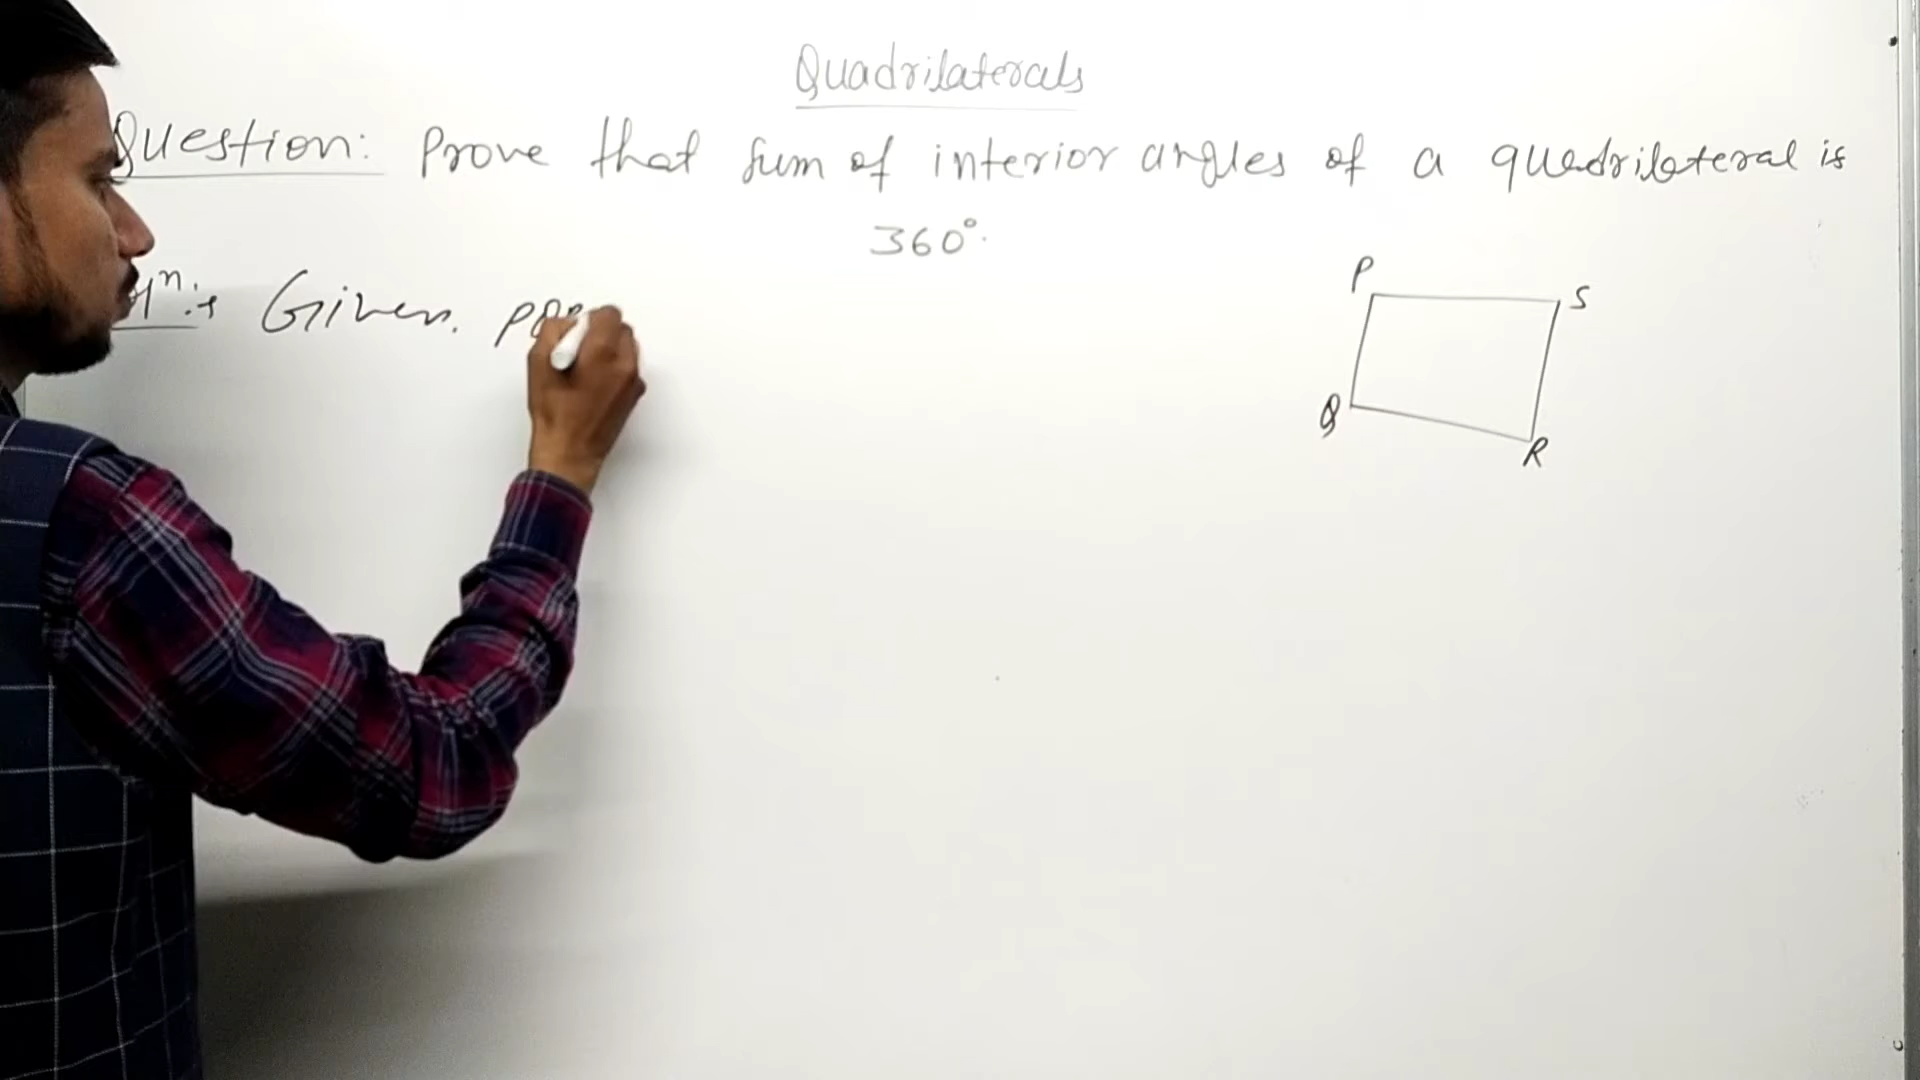 Quadrilaterals
Question: Prove that sum of interior angles of a quadrilateral is
360°.
Given.
P
S
Q
R